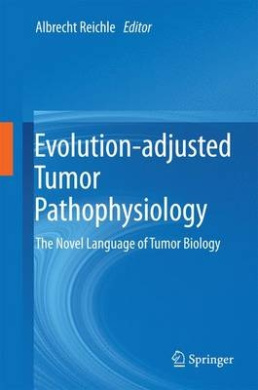 Albrecht Reichle Editor
Evolution-adjusted
Tumor
Pathophysiology
The Novel Language of Tumor Biology
Springer